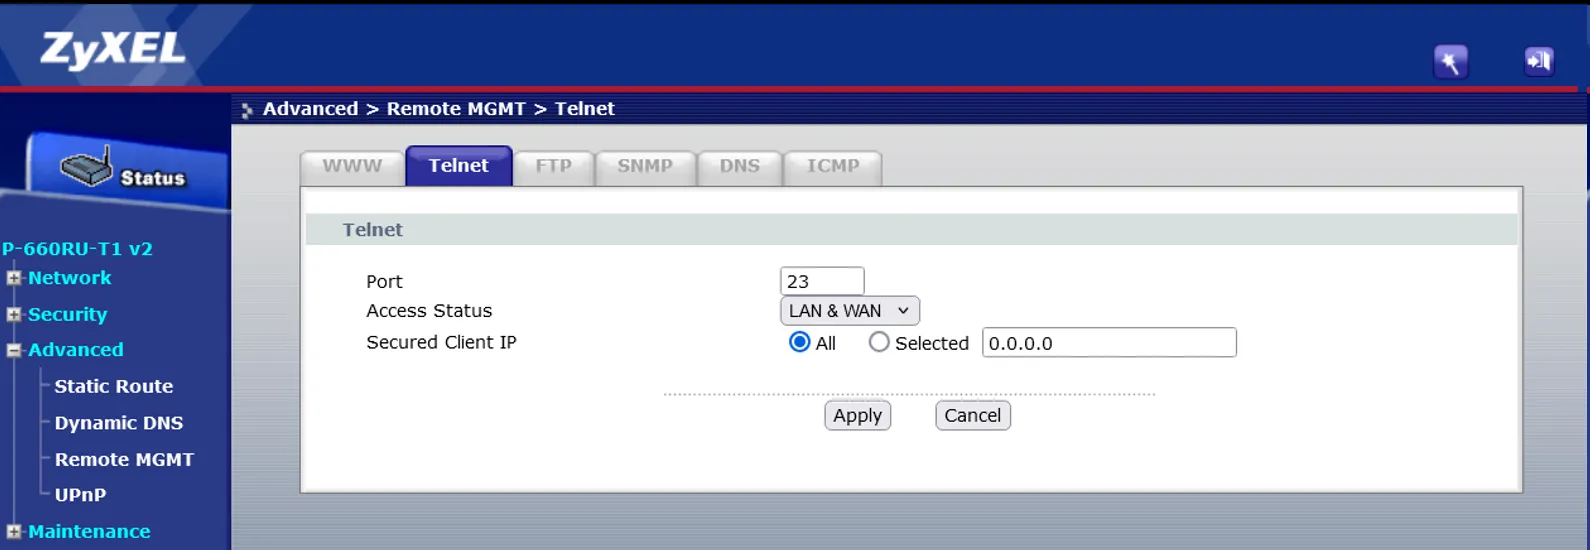 ZyXEL
Advanced > Remote MGMT > Telnet
Status
WWW Telnet FTP SNMP DNS ICMP
Telnet
P-660RU-T1 v2
Network
Security
Advanced
Static Route
Dynamic DNS
Remote MGMT
UPnP
Maintenance
Port 23
Access Status LAN & WAN
Secured Client IP All Selected 0.0.0.0
Apply Cancel